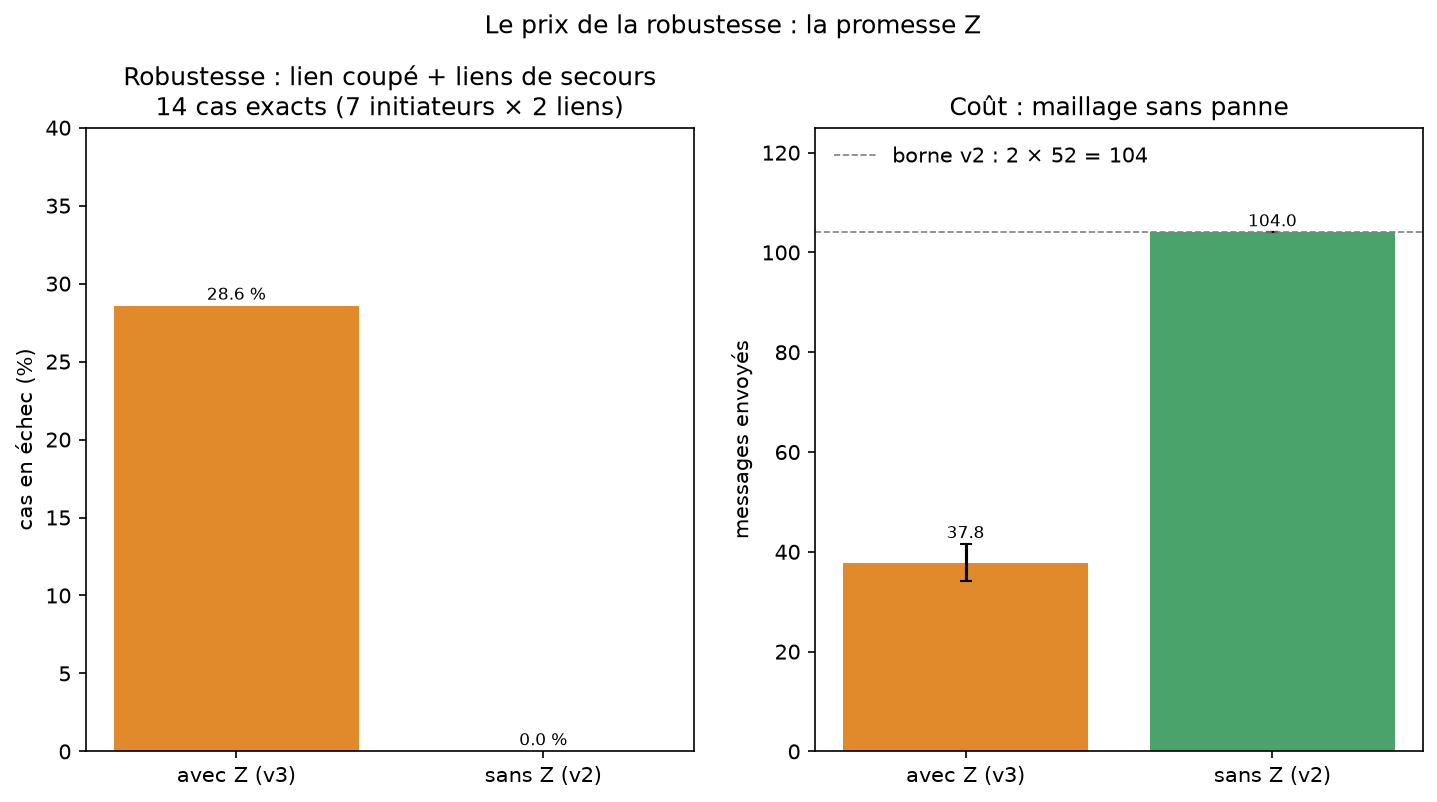 Le prix de la robustesse : la promesse Z
Robustesse : lien coupé + liens de secours
14 cas exacts (7 initiateurs × 2 liens)
cas en échec (%)
40
35
30
25
20
15
10
5
0
28.6 %
0.0 %
avec Z (v3)
sans Z (v2)
Coût : maillage sans panne
borne v2 : 2 × 52 = 104
messages envoyés
120
100
80
60
40
20
0
37.8
104.0
avec Z (v3)
sans Z (v2)